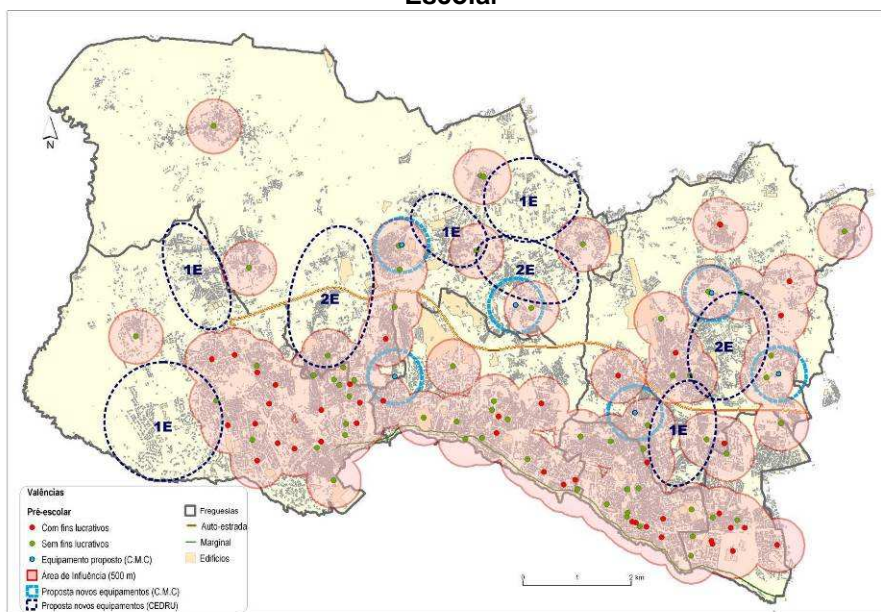 Escolar
N
1E
1E
1E
2E
2E
2E
1E
1E
Valências
Pré-escolar
Com fins lucrativos
Sem fins lucrativos
Equipamento proposto (C.M.C)
Área de Influência (500 m)
Proposta novos equipamentos (C.M.C)
Proposta novos equipamentos (CEDRU)
Freguesias
Auto-estrada
Marginal
Edifícios
0 1 2 km